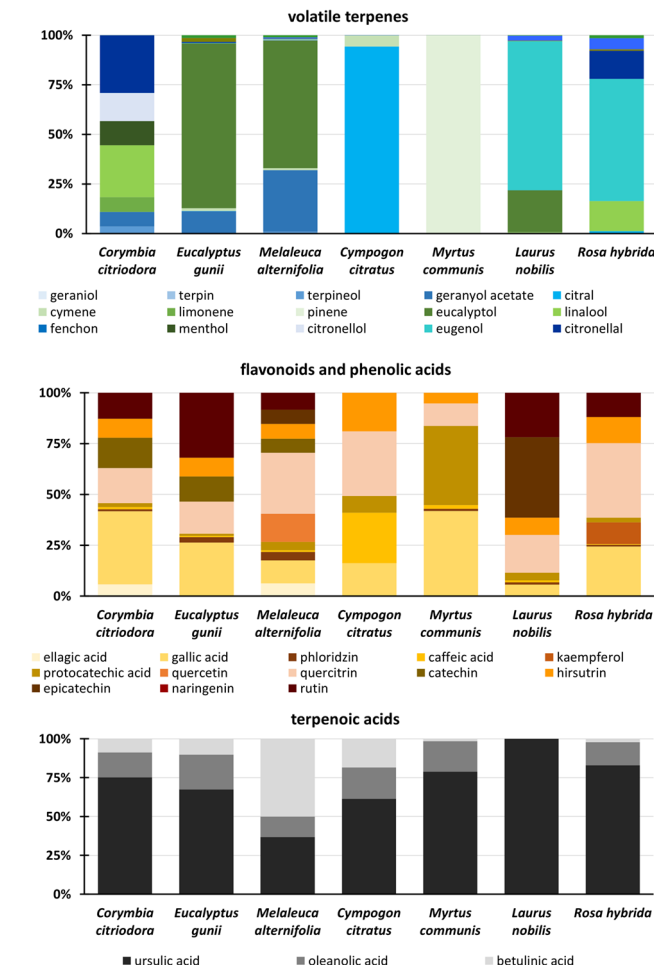 volatile terpenes
100%
75%
50%
25%
0%
Corymbia citriodora
Eucalyptus gunii
Melaleuca alternifolia
Cympogon citratus
Myrtus communis
Laurus nobilis
Rosa hybrida
geraniol terpin terpineol geranyol acetate citral
cymene limonene pinene eucalyptol linalool
fenchon menthol citronellol eugenol citronellal
flavonoids and phenolic acids
100%
75%
50%
25%
0%
Corymbia citriodora
Eucalyptus gunii
Melaleuca alternifolia
Cympogon citratus
Myrtus communis
Laurus nobilis
Rosa hybrida
ellagic acid gallic acid phloridzin caffeic acid kaempferol
protocatechic acid quercetin quercitrin catechin hirsutrin
epicatechin naringenin rutin
terpenoic acids
100%
75%
50%
25%
0%
Corymbia citriodora
Eucalyptus gunii
Melaleuca alternifolia
Cympogon citratus
Myrtus communis
Laurus nobilis
Rosa hybrida
ursulic acid oleanolic acid betulinic acid